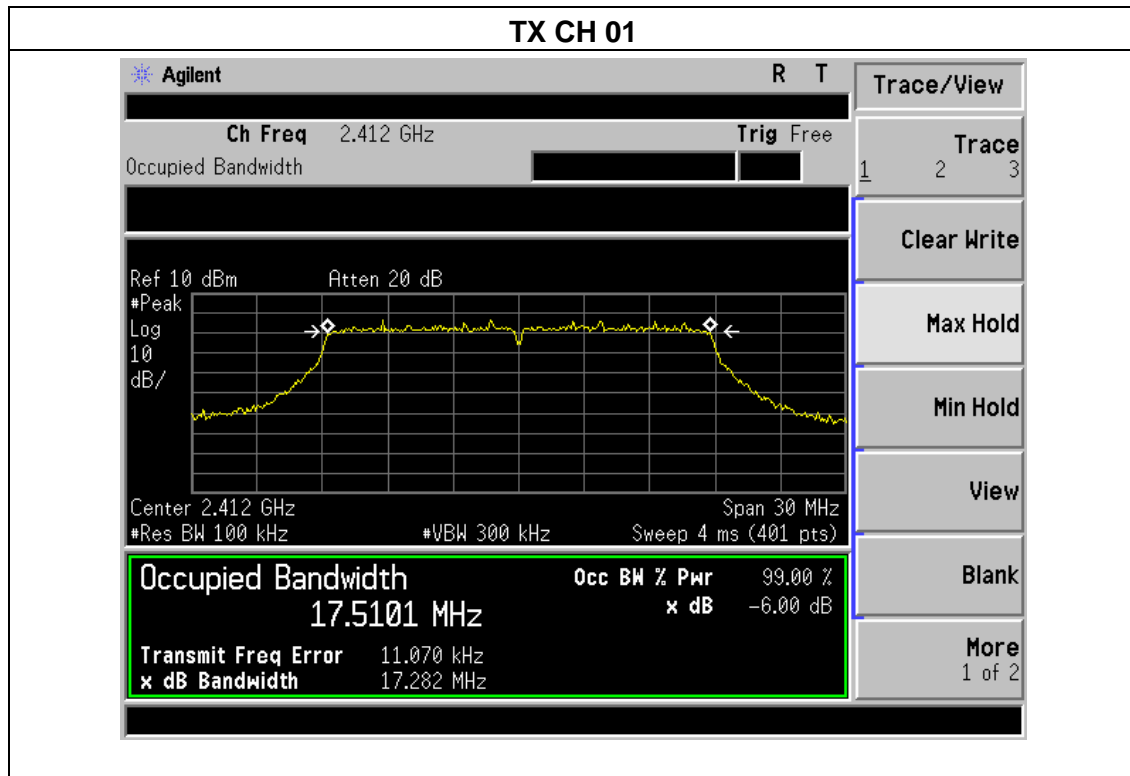 TX CH 01
Agilent R T
Ch Freq 2.412 GHz Trig Free
Occupied Bandwidth
Ref 10 dBm Atten 20 dB
#Peak
Log
10
dB/
Center 2.412 GHz Span 30 MHz
#Res BW 100 kHz #VBW 300 kHz Sweep 4 ms (401 pts)
Occupied Bandwidth Occ BW % Pwr 99.00 %
17.5101 MHz x dB -6.00 dB
Transmit Freq Error 11.070 kHz
x dB Bandwidth 17.282 MHz
Trace/View
Trace
1 2 3
Clear Write
Max Hold
Min Hold
View
Blank
More
1 of 2